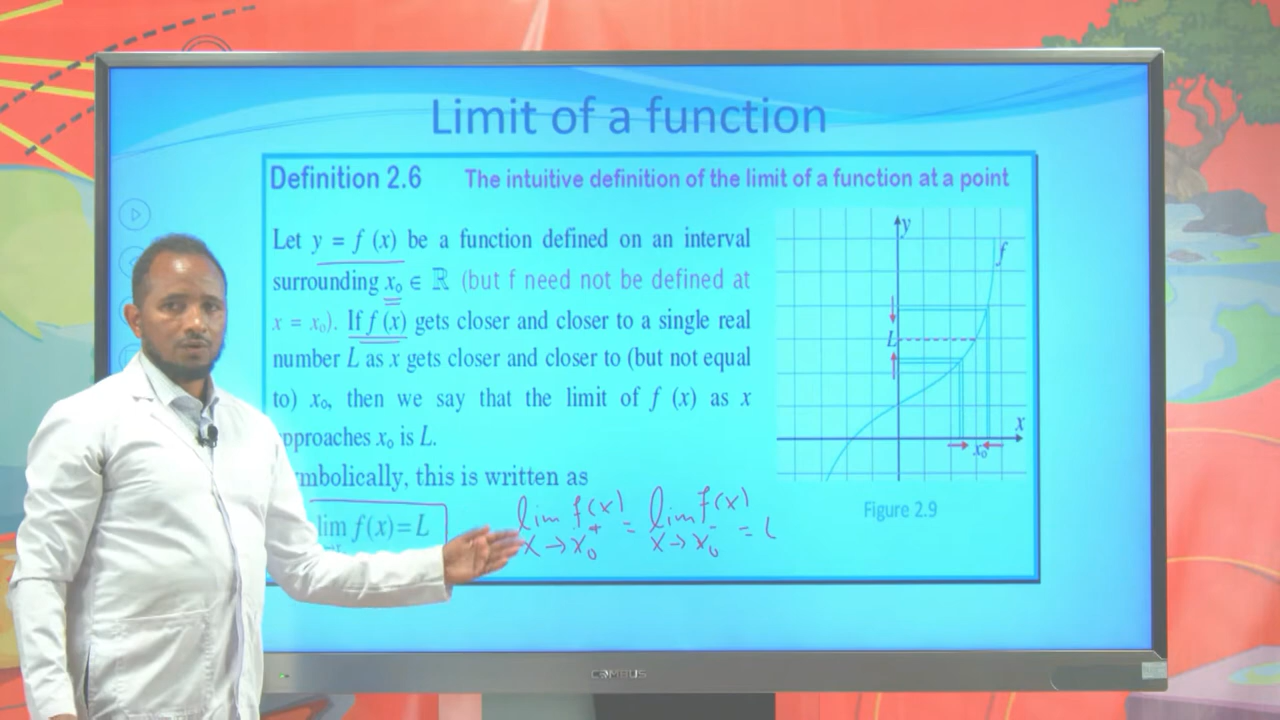 Limit of a function
Definition 2.6 The intuitive definition of the limit of a function at a point
Let y = f (x) be a function defined on an interval
surrounding x₀ ∈ ℝ (but f need not be defined at
x = x₀). If f (x) gets closer and closer to a single real
number L as x gets closer and closer to (but not equal
to) x₀, then we say that the limit of f (x) as x
pproaches x₀ is L.
mbolically, this is written as
lim f(x)=L
lim f(x) = lim f(x) = L
x→x₀⁺ x→x₀⁻
y
f
L
x
x₀
Figure 2.9